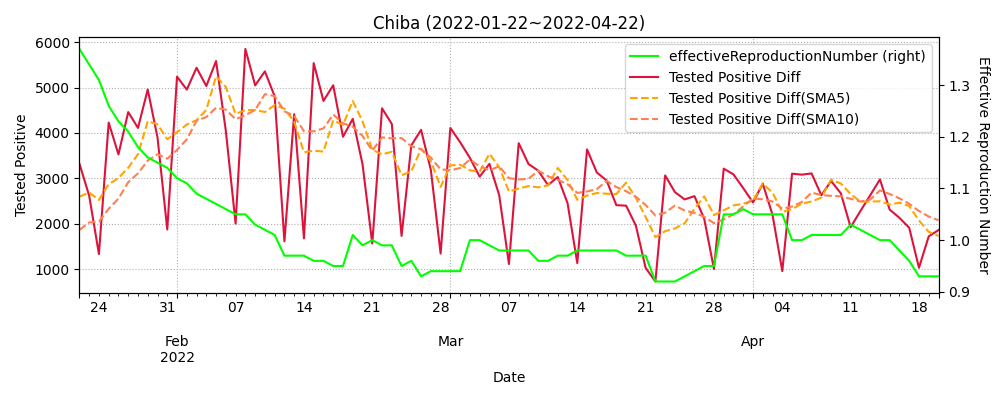 Chiba (2022-01-22~2022-04-22)
effectiveReproductionNumber (right)
Tested Positive Diff
Tested Positive Diff(SMA5)
Tested Positive Diff(SMA10)
Tested Positive
6000
5000
4000
3000
2000
1000
Effective Reproduction Number
1.3
1.2
1.1
1.0
0.9
24 31 07 14 21 28 07 14 21 28 04 11 18
Feb Mar Apr
2022
Date